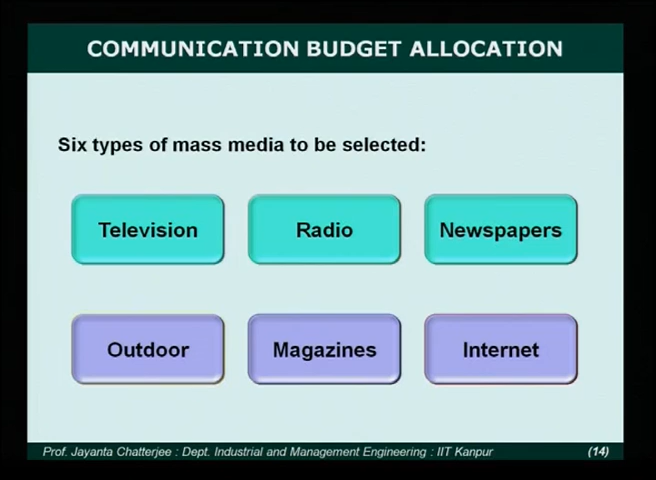 COMMUNICATION BUDGET ALLOCATION
Six types of mass media to be selected:
Television
Radio
Newspapers
Outdoor
Magazines
Internet
Prof. Jayanta Chatterjee : Dept. Industrial and Management Engineering : IIT Kanpur (14)